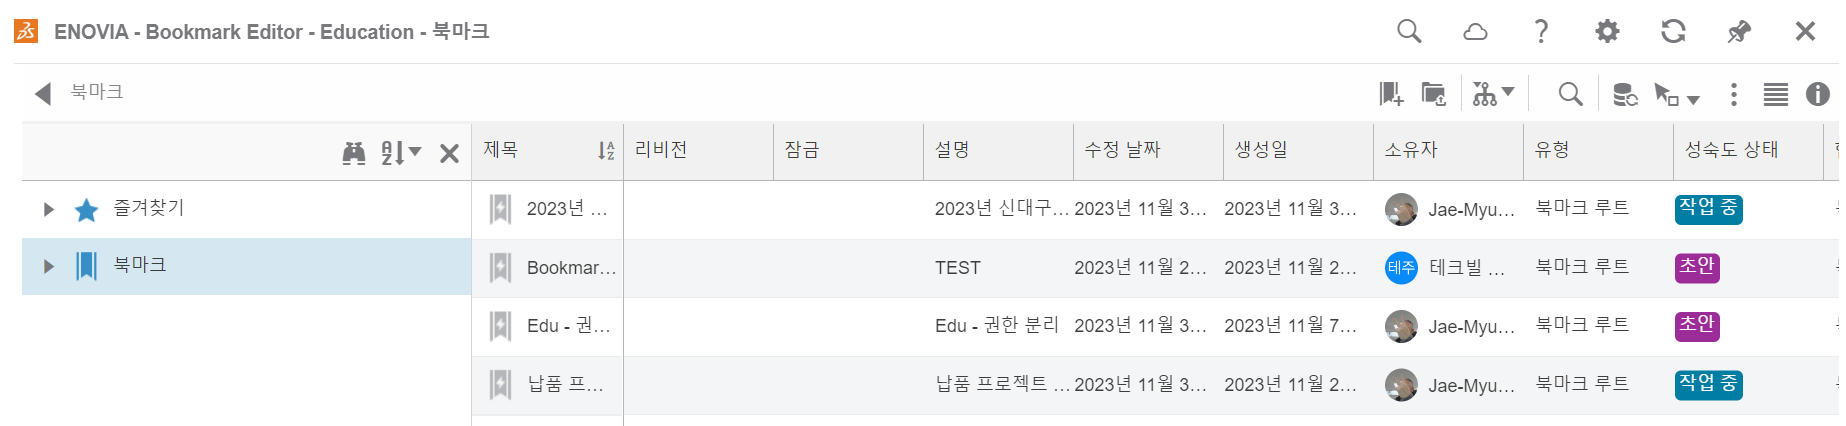 ENOVIA - Bookmark Editor - Education - 북마크
북마크
제목 리비전 잠금 설명 수정 날짜 생성일 소유자 유형 성숙도 상태
즐겨찾기
북마크
2023년 ... 2023년 신대구... 2023년 11월 3... 2023년 11월 3... Jae-Myu... 북마크 루트 작업 중
Bookmar... TEST 2023년 11월 2... 2023년 11월 2... 테주 테크빌 ... 북마크 루트 초안
Edu - 권... Edu - 권한 분리 2023년 11월 3... 2023년 11월 7... Jae-Myu... 북마크 루트 초안
납품 프... 납품 프로젝트 ... 2023년 11월 3... 2023년 11월 2... Jae-Myu... 북마크 루트 작업 중